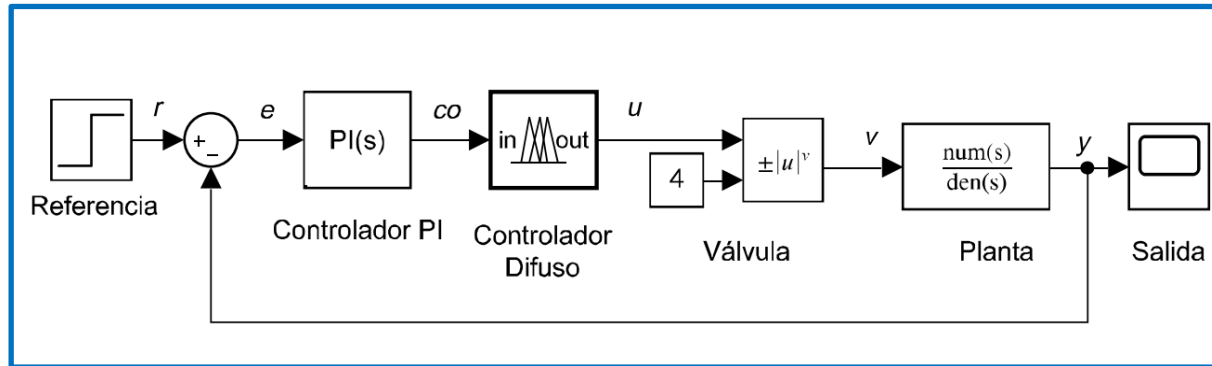 r
e
co
u
v
y
+
−
PI(s)
in out
4
±|u|^v
num(s)
den(s)
Referencia
Controlador PI
Controlador
Difuso
Válvula
Planta
Salida